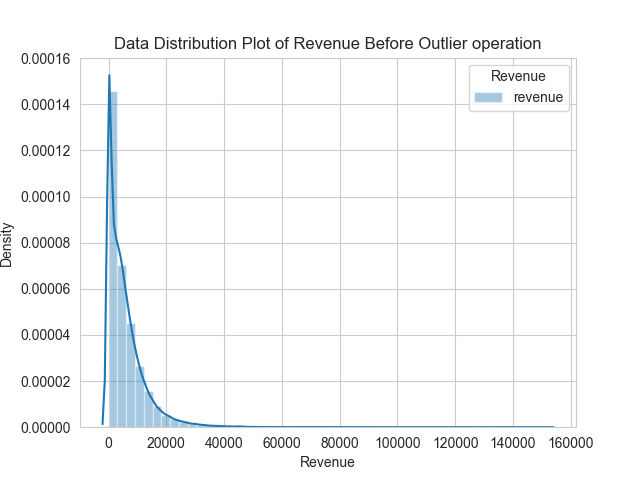 Data Distribution Plot of Revenue Before Outlier operation
0.00016
Revenue
revenue
0.00014
0.00012
0.00010
0.00008
Density
0.00006
0.00004
0.00002
0.00000
0 20000 40000 60000 80000 100000 120000 140000 160000
Revenue